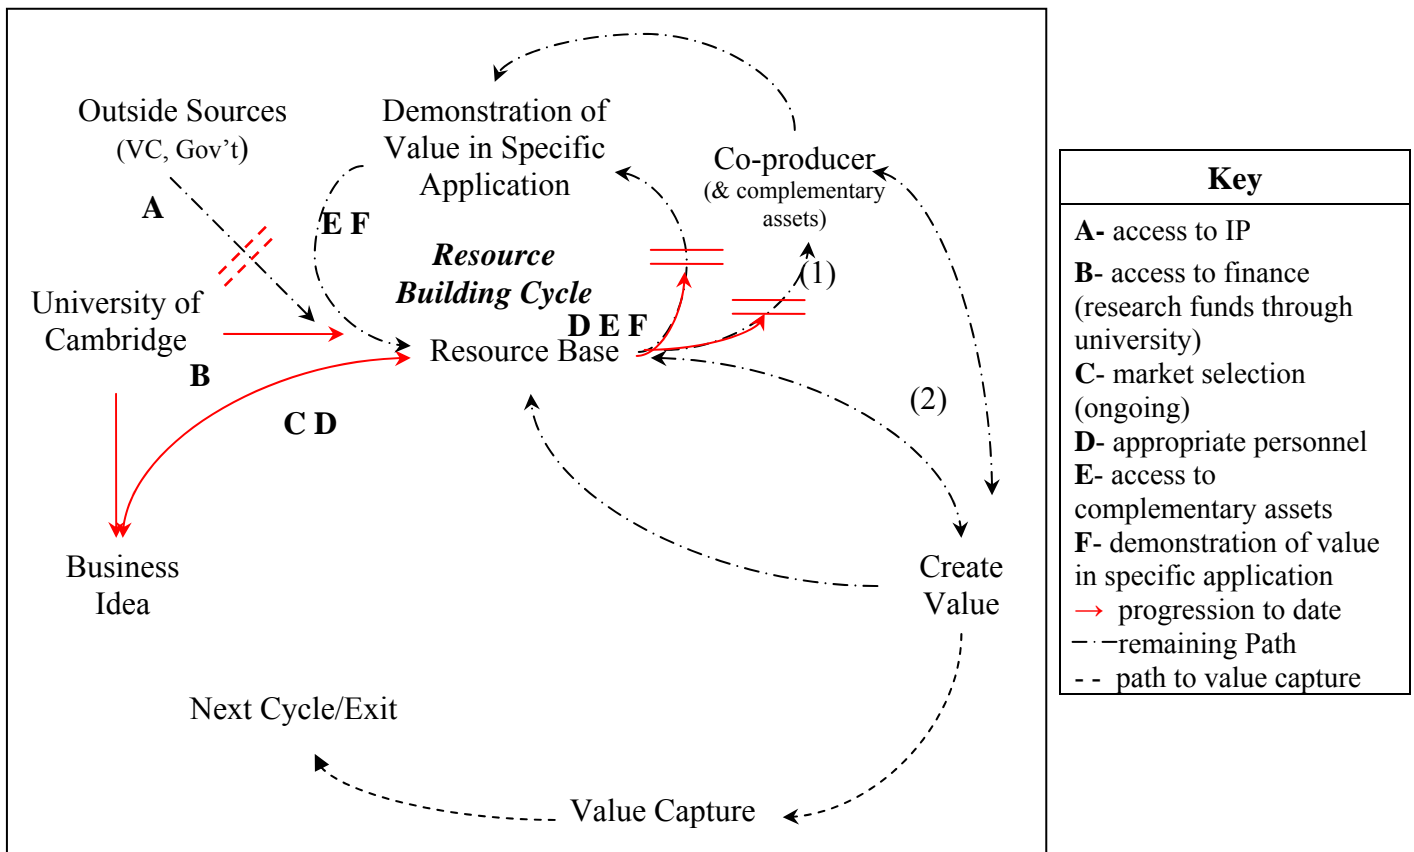 Outside Sources
(VC, Gov’t)
A
Demonstration of
Value in Specific
Application
Co-producer
(& complementary
assets)
E F
Resource
Building Cycle
(1)
University of
Cambridge
D E F
Resource Base
B
C D
(2)
Business
Idea
Create
Value
Next Cycle/Exit
Value Capture
Key
A- access to IP
B- access to finance
(research funds through
university)
C- market selection
(ongoing)
D- appropriate personnel
E- access to
complementary assets
F- demonstration of value
in specific application
→ progression to date
remaining Path
- - path to value capture